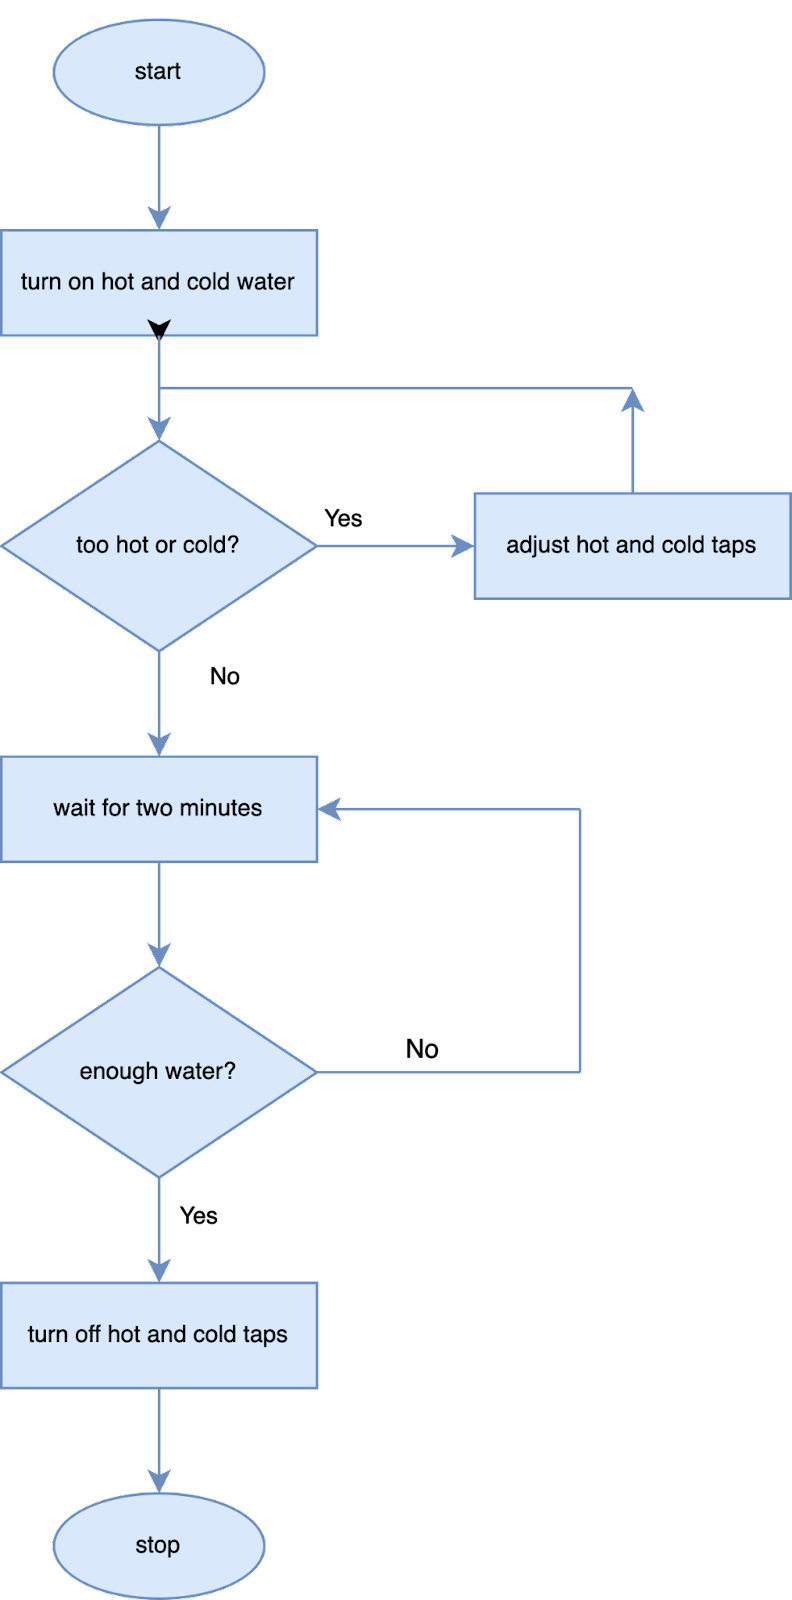 start
turn on hot and cold water
too hot or cold?
Yes
adjust hot and cold taps
No
wait for two minutes
enough water?
No
Yes
turn off hot and cold taps
stop